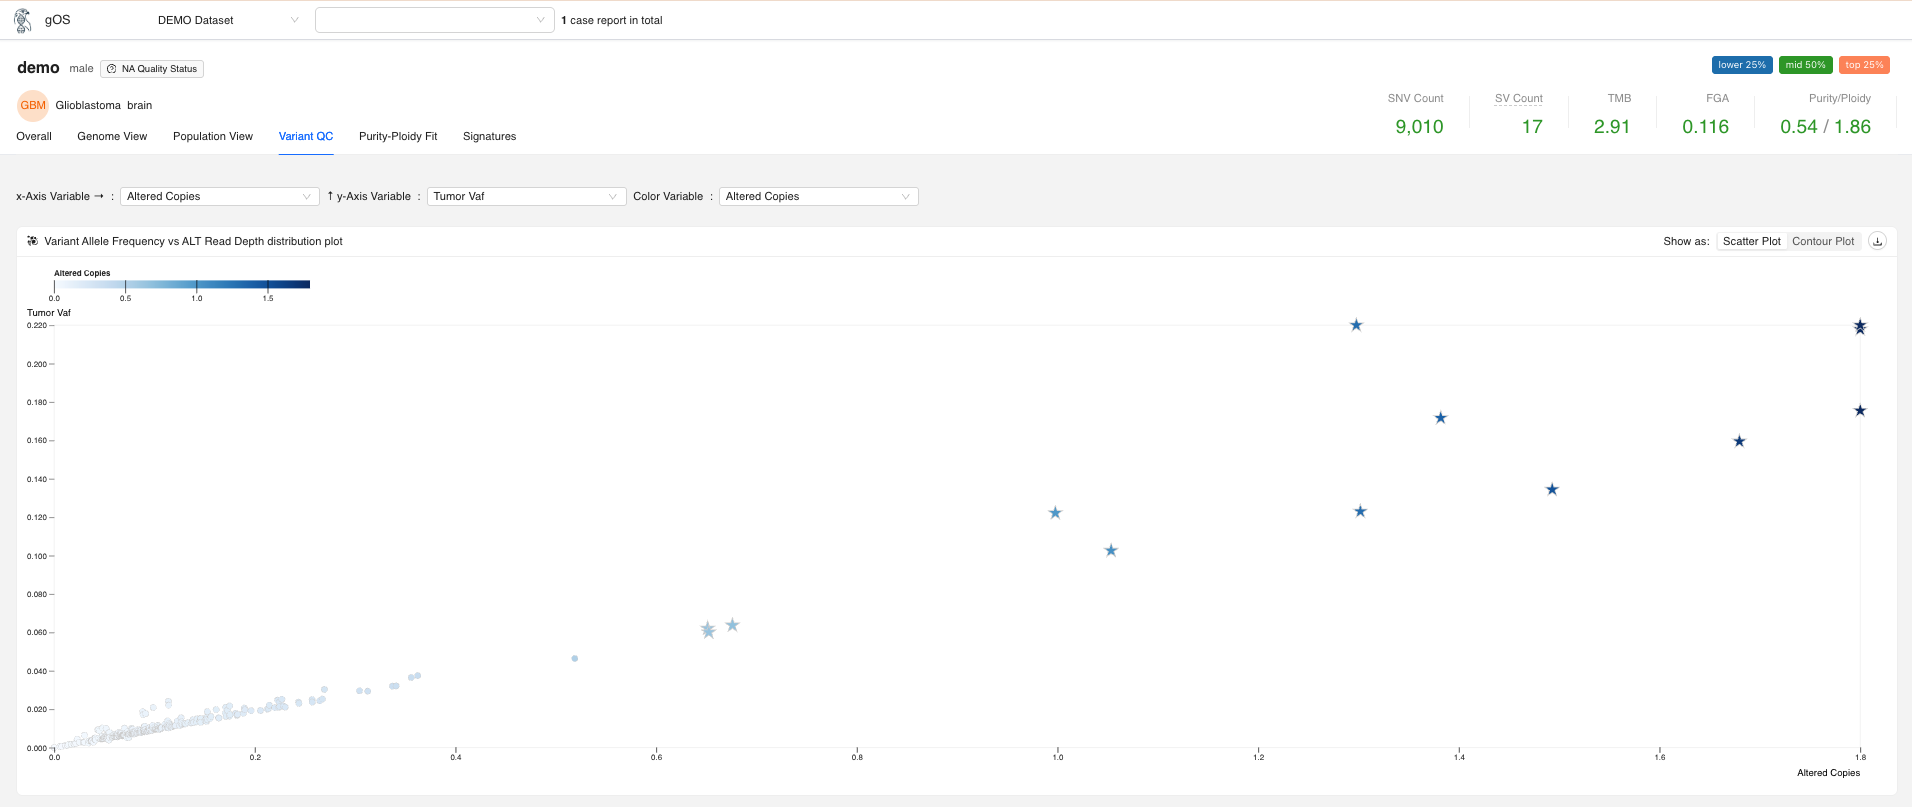 gOS DEMO Dataset 1 case report in total
demo male NA Quality Status lower 25% mid 50% top 25%
GBM Glioblastoma brain
SNV Count SV Count TMB FGA Purity/Ploidy
9,010 17 2.91 0.116 0.54 / 1.86
Overall Genome View Population View Variant QC Purity-Ploidy Fit Signatures
x-Axis Variable → : Altered Copies ↑ y-Axis Variable : Tumor Vaf Color Variable : Altered Copies
Variant Allele Frequency vs ALT Read Depth distribution plot Show as: Scatter Plot Contour Plot
Altered Copies
0.0 0.5 1.0 1.5
Tumor Vaf
0.220
0.200
0.180
0.160
0.140
0.120
0.100
0.080
0.060
0.040
0.020
0.000
0.0 0.2 0.4 0.6 0.8 1.0 1.2 1.4 1.6 1.8
Altered Copies